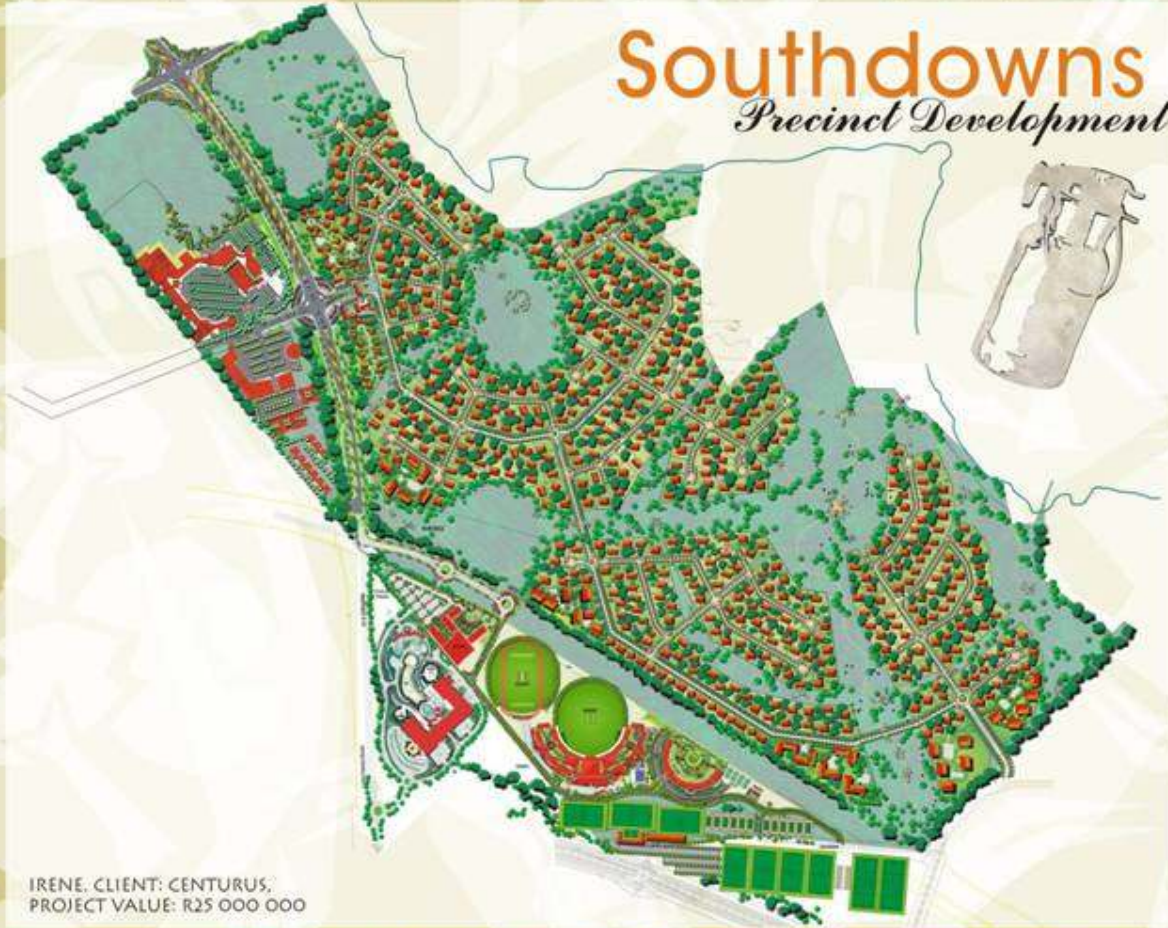 Southdowns
Precinct Development
IRENE. CLIENT: CENTURUS,
PROJECT VALUE: R25 000 000